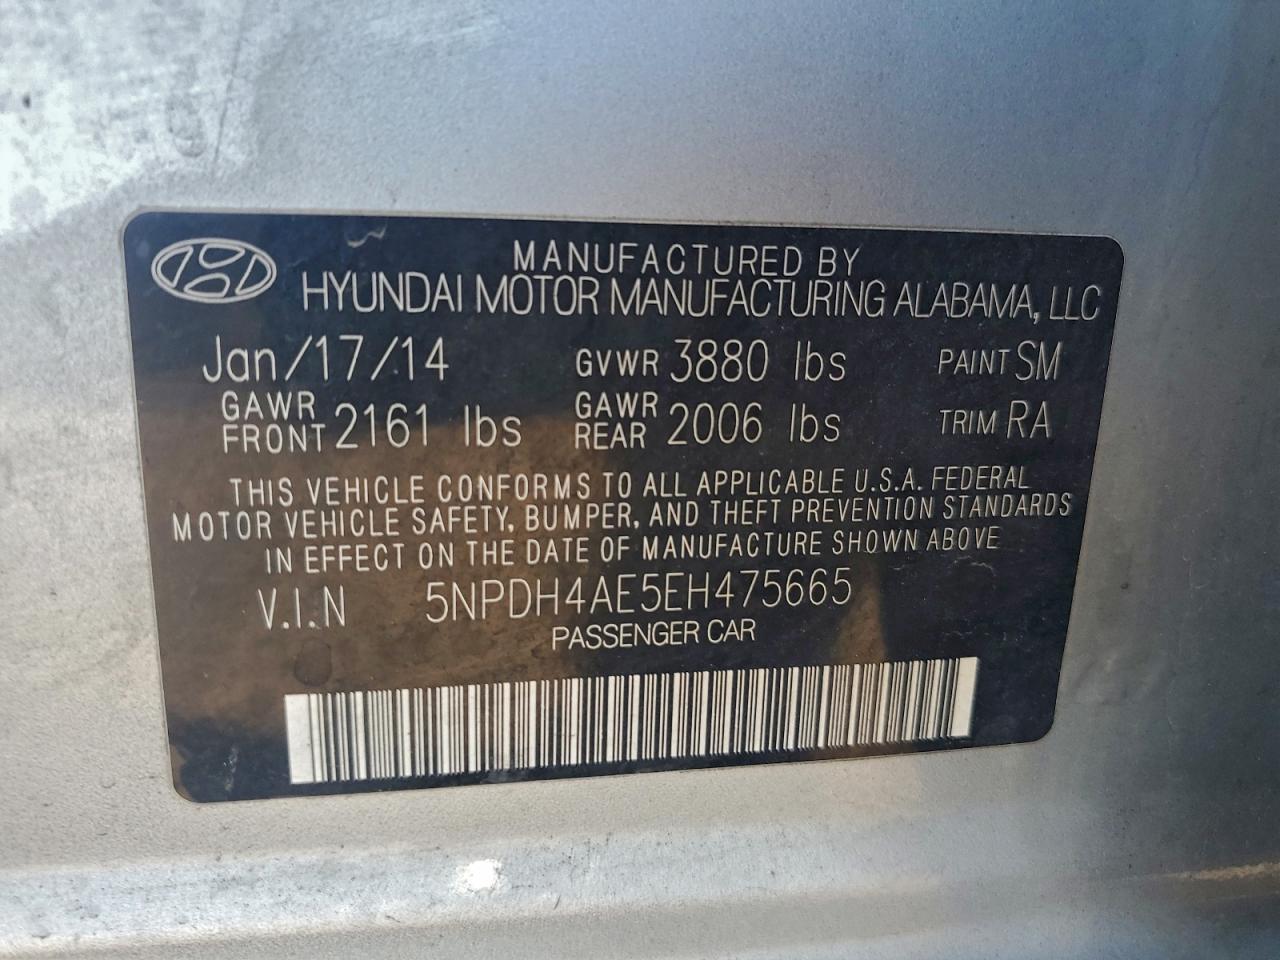 MANUFACTURED BY
HYUNDAI MOTOR MANUFACTURING ALABAMA, LLC
Jan/17/14 GVWR 3880 lbs PAINT SM
GAWR FRONT 2161 lbs GAWR REAR 2006 lbs TRIM RA
THIS VEHICLE CONFORMS TO ALL APPLICABLE U.S.A. FEDERAL
MOTOR VEHICLE SAFETY, BUMPER, AND THEFT PREVENTION STANDARDS
IN EFFECT ON THE DATE OF MANUFACTURE SHOWN ABOVE
V.I.N 5NPDH4AE5EH475665
PASSENGER CAR